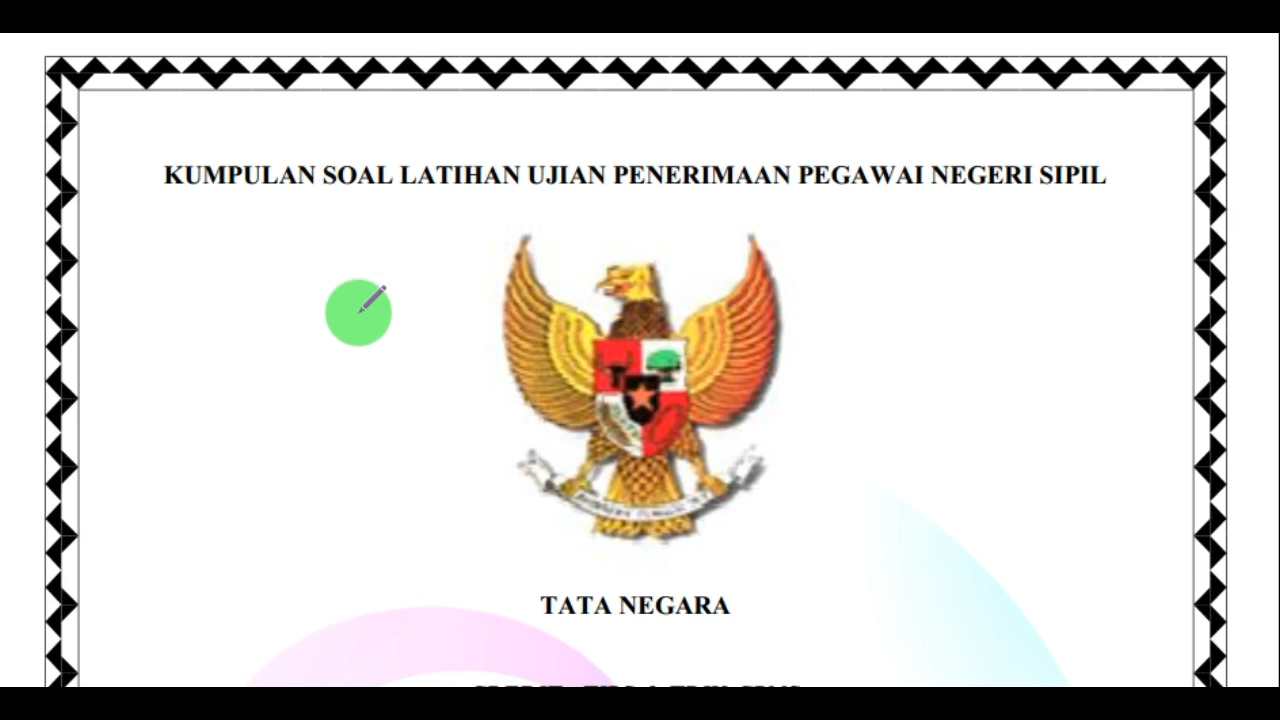 KUMPULAN SOAL LATIHAN UJIAN PENERIMAAN PEGAWAI NEGERI SIPIL
TATA NEGARA